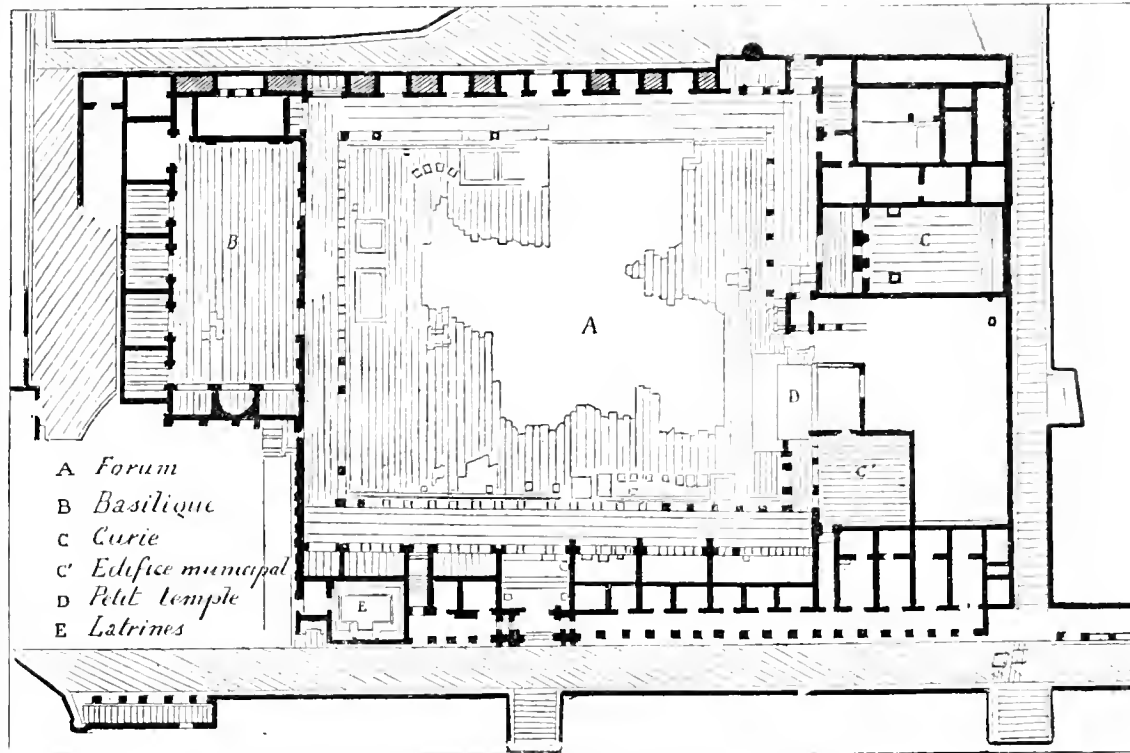 B
C
A
D
C'
E
A Forum
B Basilique
C Curie
C' Edifice municipal
D Petit temple
E Latrines